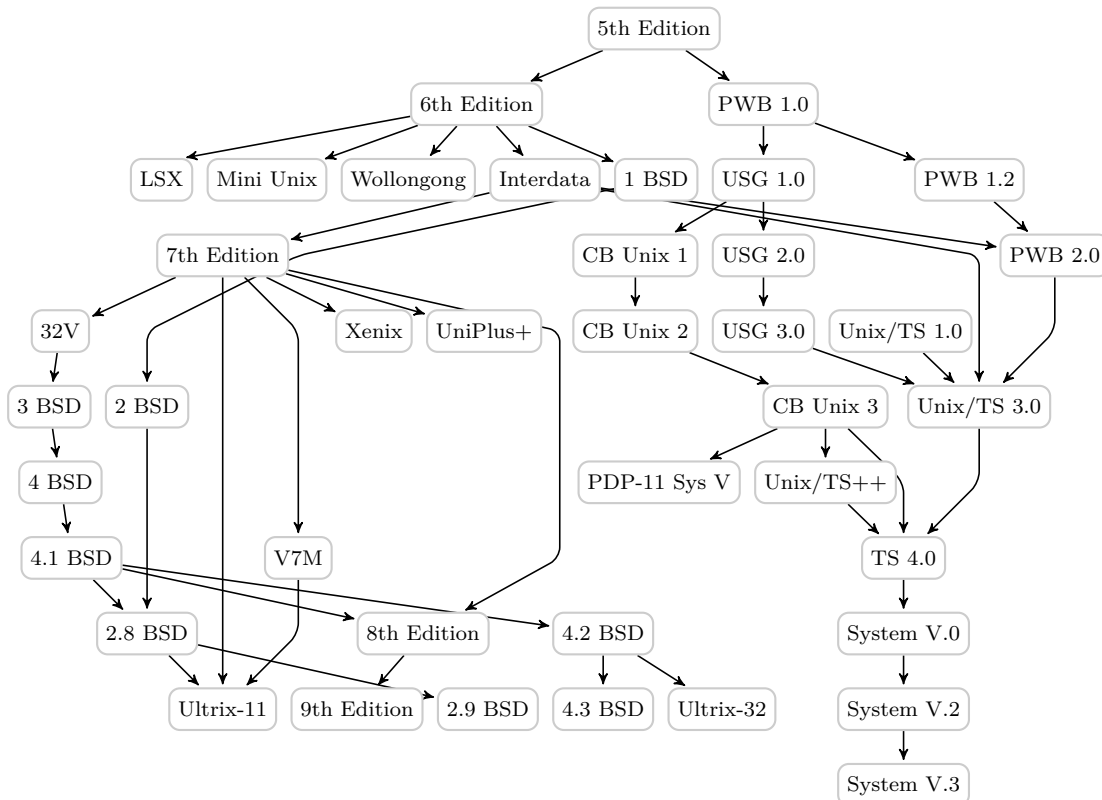 5th Edition
6th Edition
PWB 1.0
LSX
Mini Unix
Wollongong
Interdata
1 BSD
USG 1.0
PWB 1.2
7th Edition
CB Unix 1
USG 2.0
PWB 2.0
32V
Xenix
UniPlus+
CB Unix 2
USG 3.0
Unix/TS 1.0
3 BSD
2 BSD
CB Unix 3
Unix/TS 3.0
4 BSD
PDP-11 Sys V
Unix/TS++
4.1 BSD
V7M
TS 4.0
2.8 BSD
8th Edition
4.2 BSD
System V.0
Ultrix-11
9th Edition
2.9 BSD
4.3 BSD
Ultrix-32
System V.2
System V.3